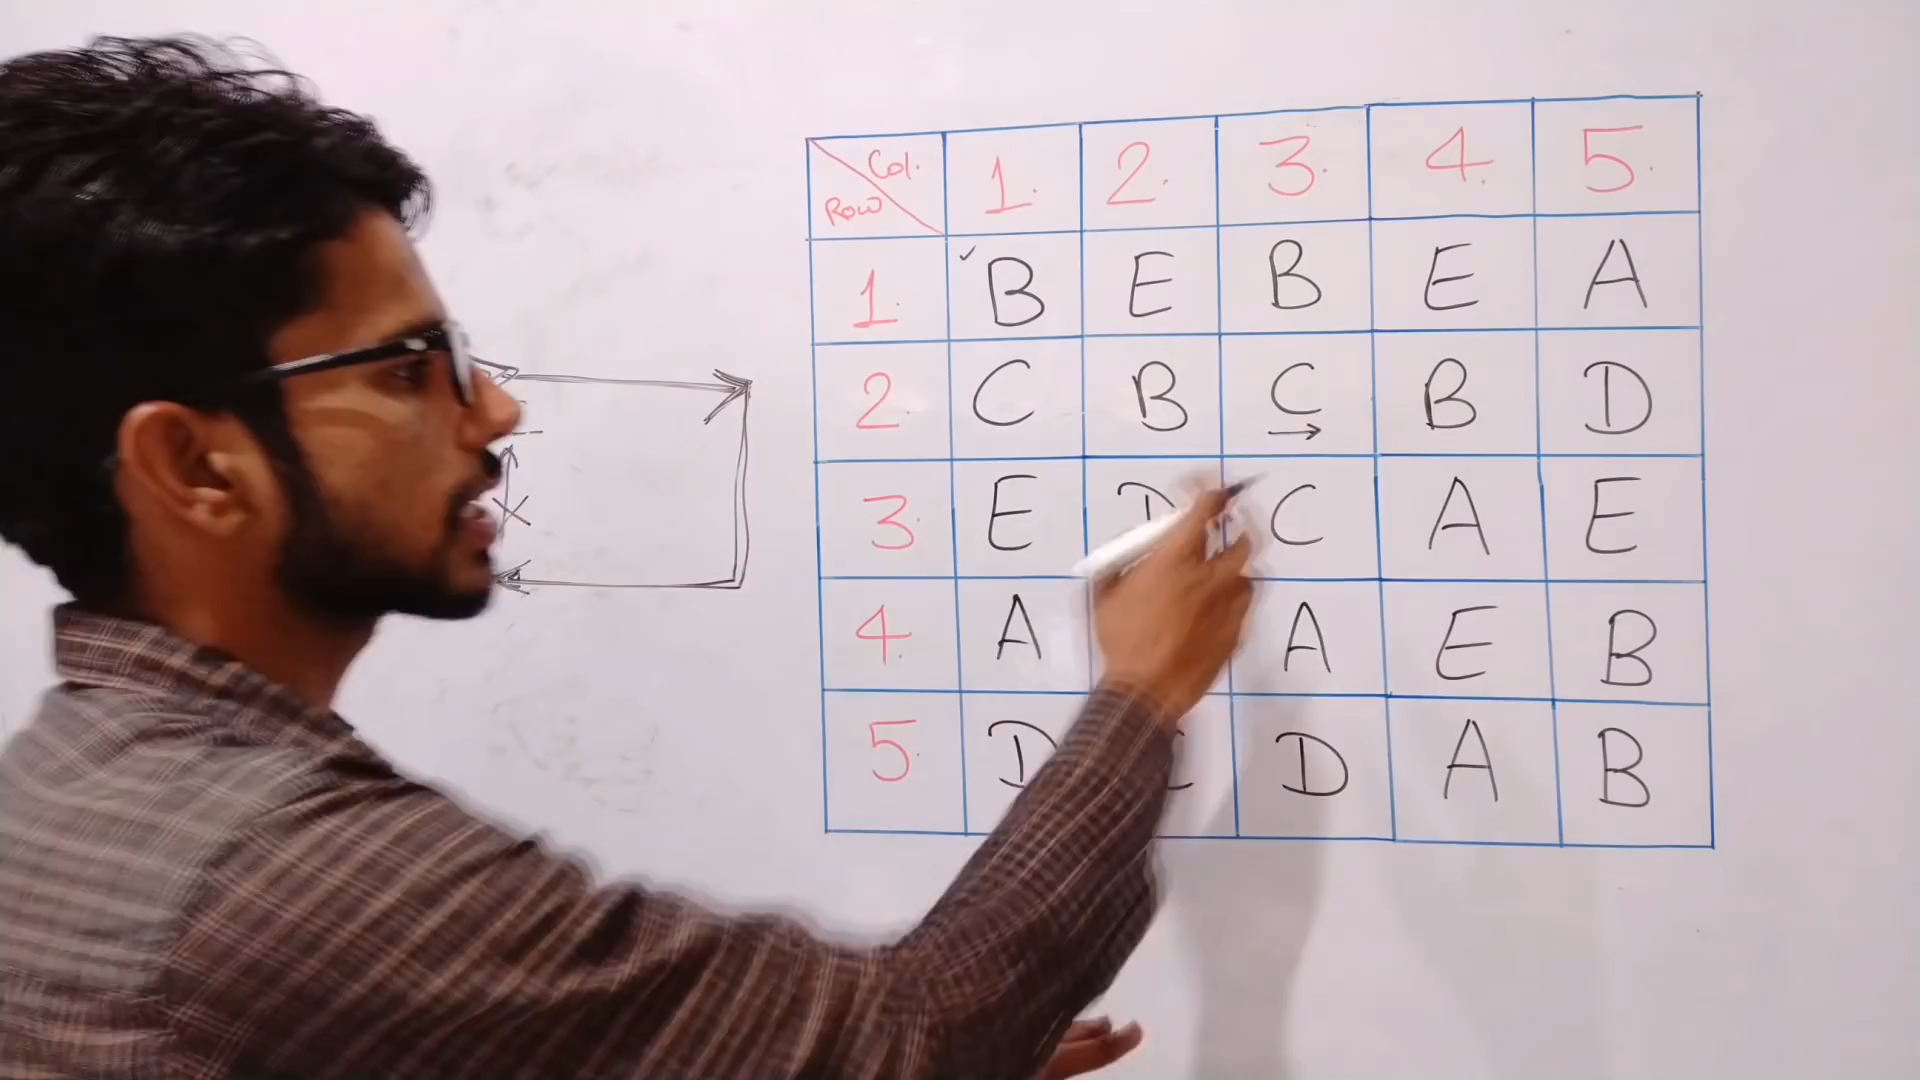 Col. 1. 2. 3. 4. 5.
Row
1. B E B E A
2. C B C B D
3. E D C A E
4. A A E B
5. D C D A B
X